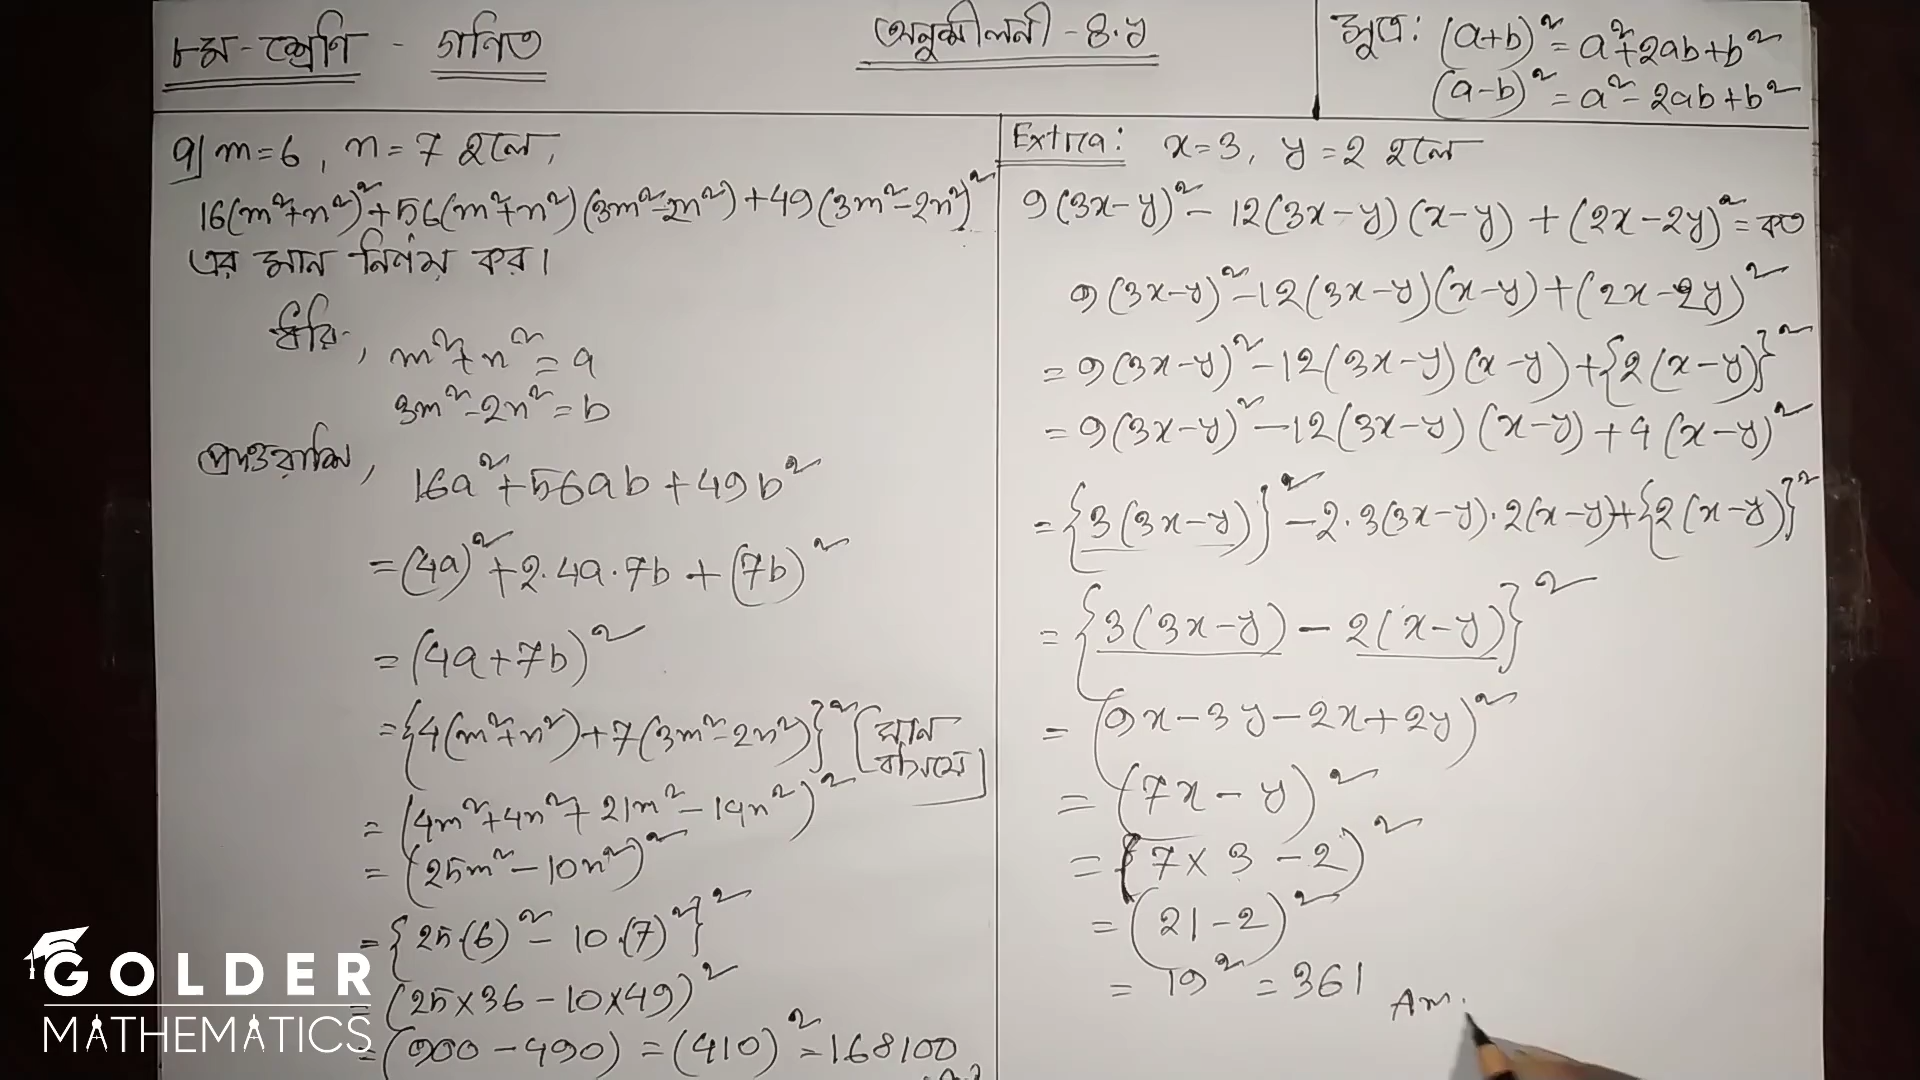 ৮ম-শ্রেণি - গনিত
অনুশীলনী - 4.1
সূত্র: (a+b)² = a²+2ab+b²
(a-b)² = a²-2ab+b²
9| m=6, n=7 হলে,
16(m²+n²)²+56(m²+n²)(3m²-2n²)+49(3m²-2n²)²
এর মান নির্ণয় কর।
ধরি,
m²+n² = a
3m²-2n² = b
প্রদত্তরাশি,
16a²+56ab+49b²
=(4a)²+2.4a.7b+(7b)²
=(4a+7b)²
={4(m²+n²)+7(3m²-2n²)}² [মান বসিয়ে]
=(4m²+4n²+21m²-14n²)²
=(25m²-10n²)²
={25.(6)²-10.(7)²}²
=(25×36-10×49)²
=(900-490)=(410)²=168100
Extra: x=3, y=2 হলে
9(3x-y)²-12(3x-y)(x-y)+(2x-2y)²=কত
9(3x-y)²-12(3x-y)(x-y)+(2x-2y)²
=9(3x-y)²-12(3x-y)(x-y)+{2(x-y)}²
=9(3x-y)²-12(3x-y)(x-y)+4(x-y)²
={3(3x-y)}²-2.3(3x-y).2(x-y)+{2(x-y)}²
={3(3x-y)-2(x-y)}²
=(9x-3y-2x+2y)²
=(7x-y)²
=(7×3-2)²
=(21-2)²
=19²=361 Ans.
GOLDER
MATHEMATICS